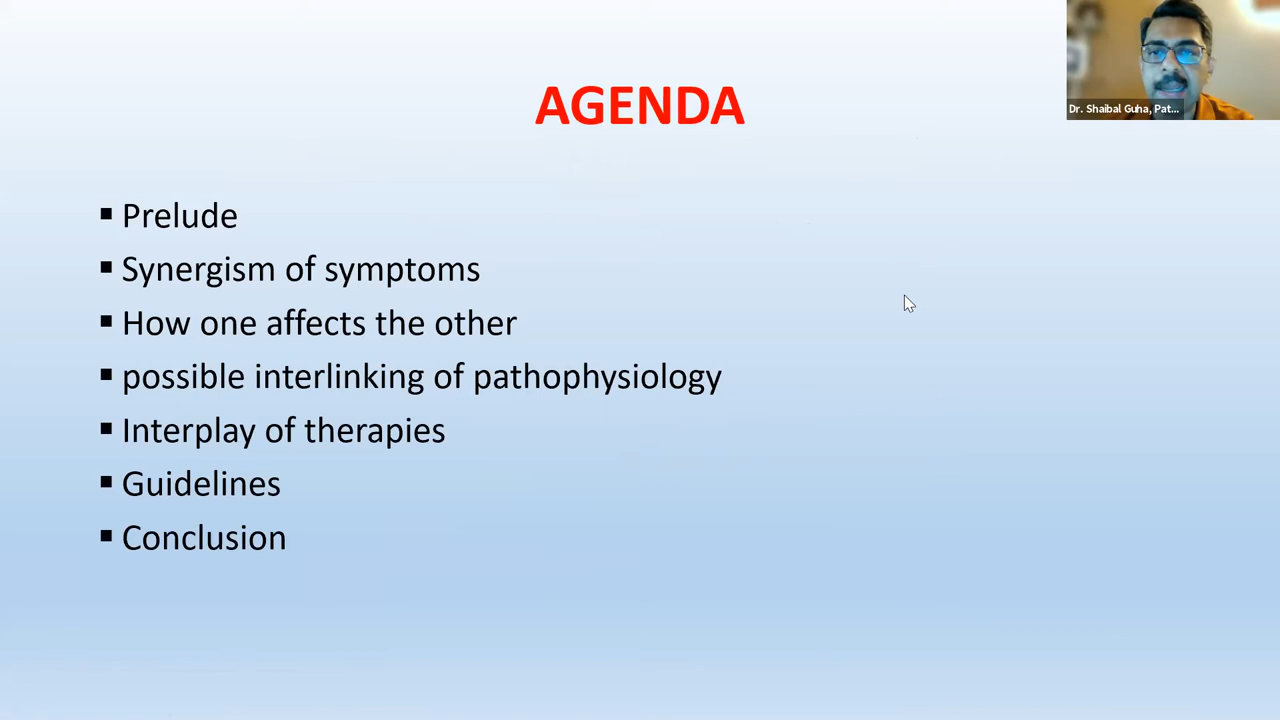 AGENDA
Dr. Shaibal Guha, Pat...
▪ Prelude
▪ Synergism of symptoms
▪ How one affects the other
▪ possible interlinking of pathophysiology
▪ Interplay of therapies
▪ Guidelines
▪ Conclusion